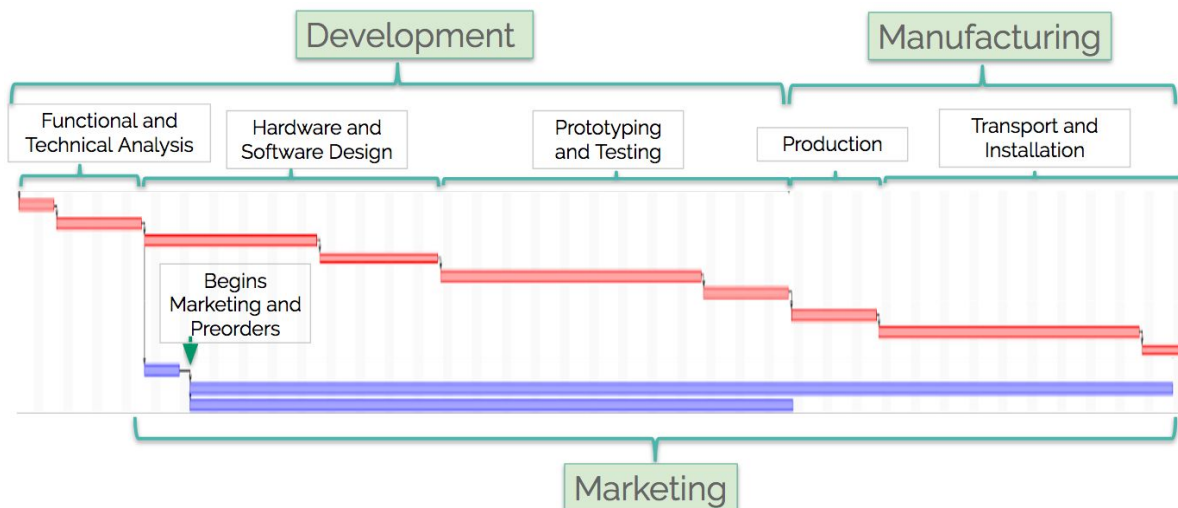 Development
Manufacturing
Functional and
Technical Analysis
Hardware and
Software Design
Prototyping
and Testing
Production
Transport and
Installation
Begins
Marketing and
Preorders
Marketing